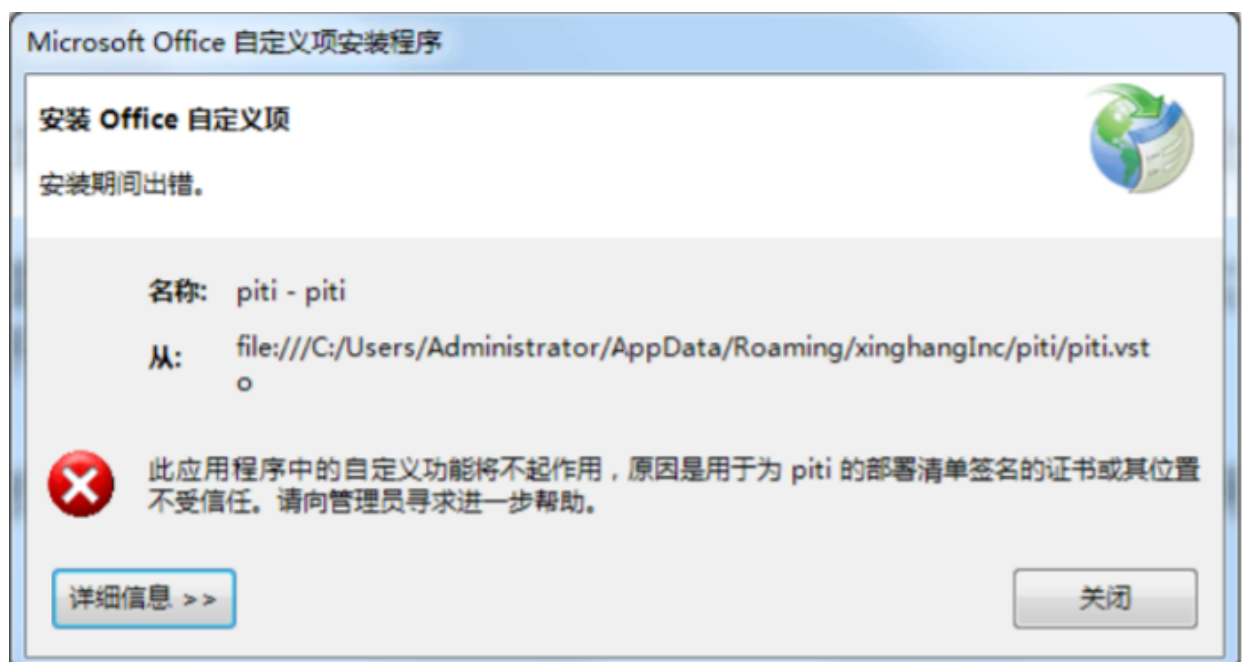 Microsoft Office 自定义项安装程序
安装 Office 自定义项
安装期间出错。
名称: piti - piti
从: file:///C:/Users/Administrator/AppData/Roaming/xinghangInc/piti/piti.vst
o
此应用程序中的自定义功能将不起作用，原因是用于为 piti 的部署清单签名的证书或其位置
不受信任。请向管理员寻求进一步帮助。
详细信息 >> 关闭